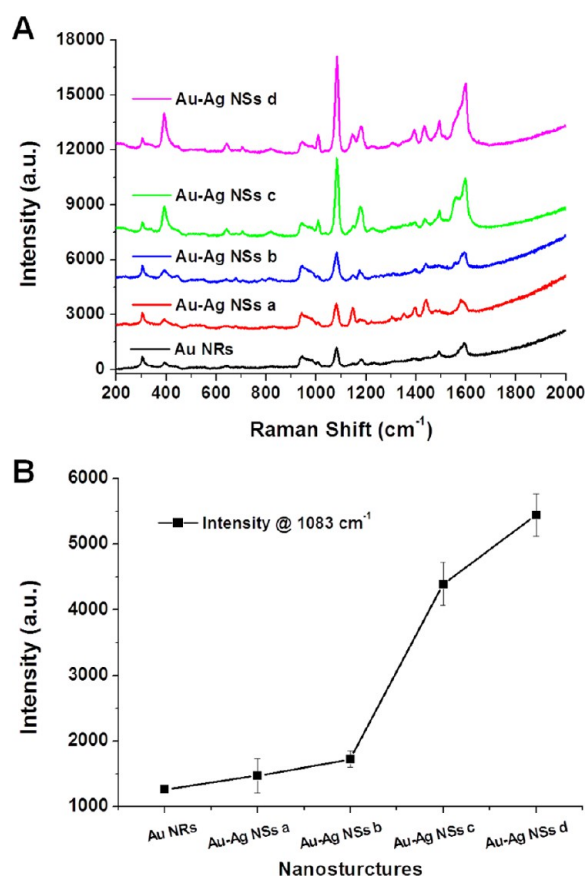 A
18000
15000
12000
9000
6000
3000
0
Intensity (a.u.)
Au-Ag NSs d
Au-Ag NSs c
Au-Ag NSs b
Au-Ag NSs a
Au NRs
200 400 600 800 1000 1200 1400 1600 1800 2000
Raman Shift (cm⁻¹)
B
6000
5000
4000
3000
2000
1000
Intensity (a.u.)
Intensity @ 1083 cm⁻¹
Au NRs Au-Ag NSs a Au-Ag NSs b Au-Ag NSs c Au-Ag NSs d
Nanosturctures